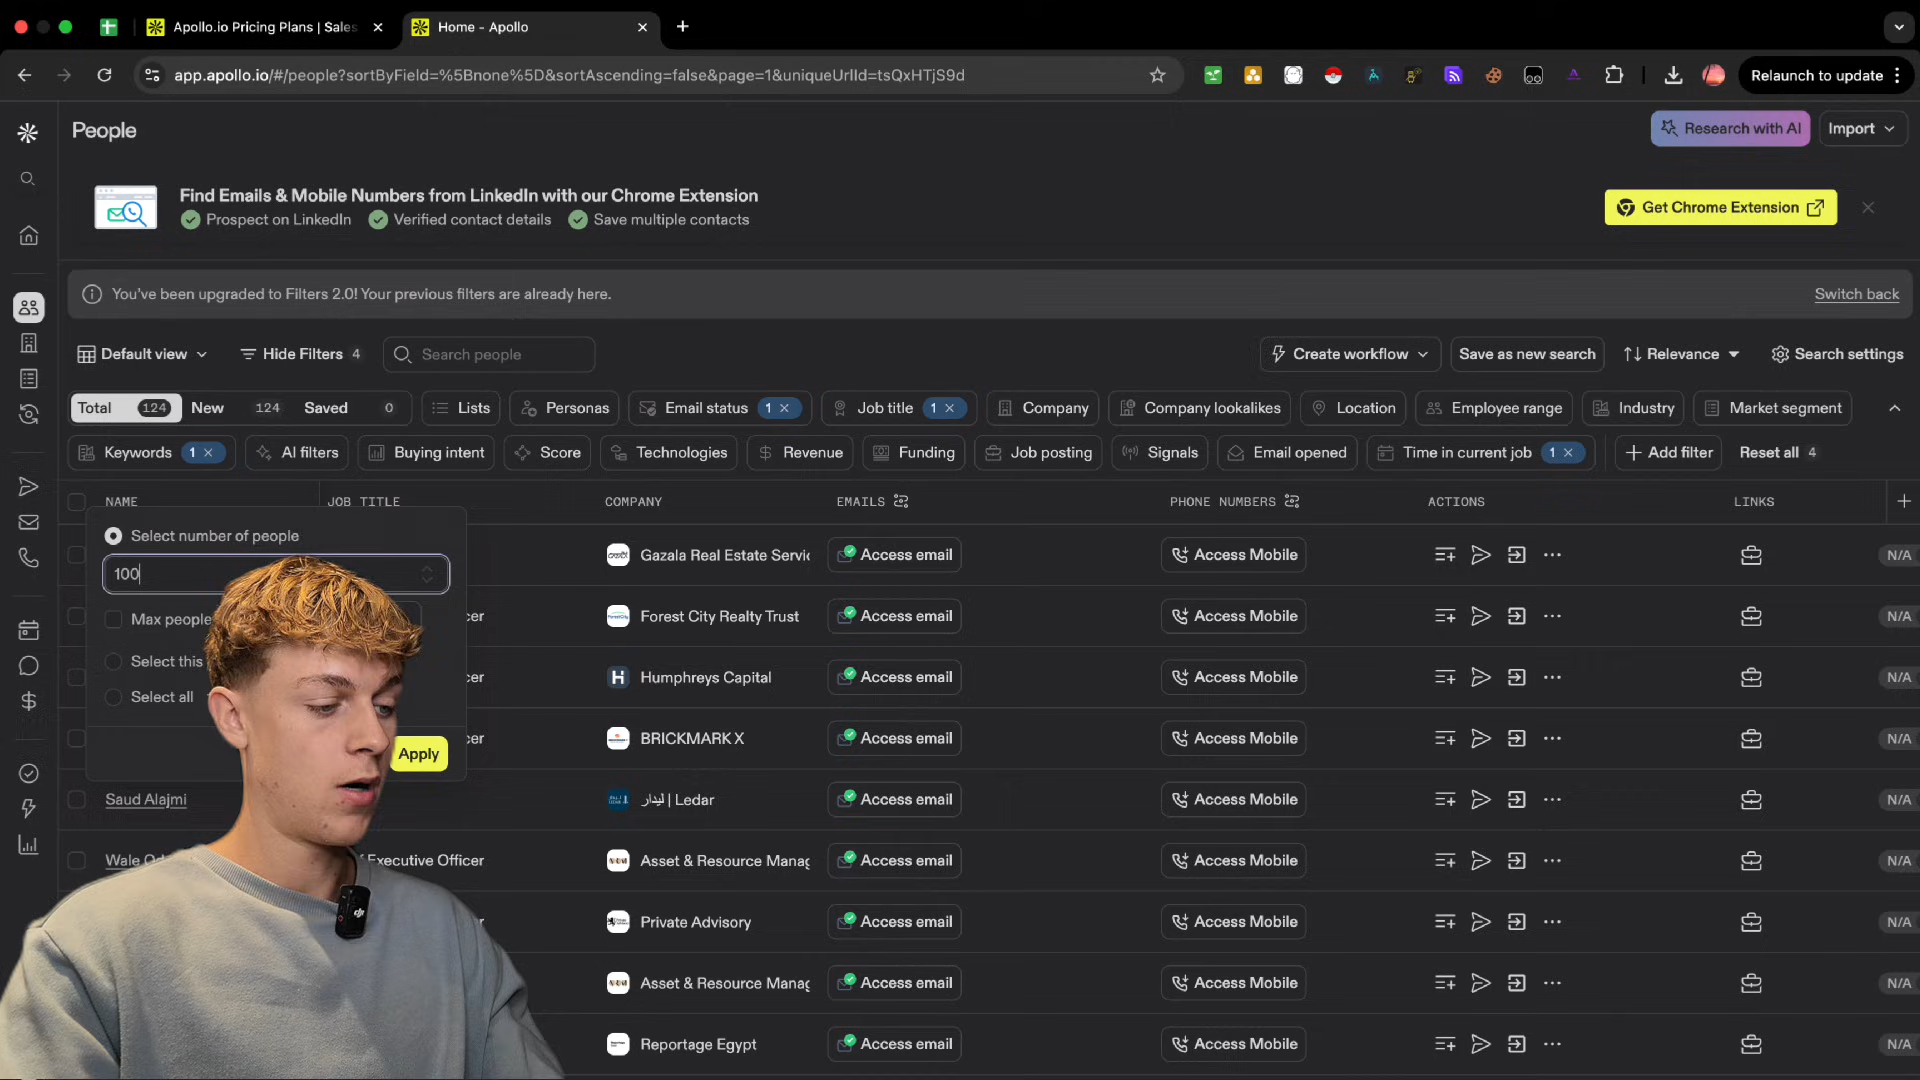 Apollo.io Pricing Plans | Sales
Home - Apollo
app.apollo.io/#/people?sortByField=%5Bnone%5D&sortAscending=false&page=1&uniqueUrlId=tsQxHTjS9d
Relaunch to update
People
Research with AI
Import
Find Emails & Mobile Numbers from LinkedIn with our Chrome Extension
Prospect on LinkedIn
Verified contact details
Save multiple contacts
Get Chrome Extension
You've been upgraded to Filters 2.0! Your previous filters are already here.
Switch back
Default view
Hide Filters 4
Search people
Create workflow
Save as new search
Relevance
Search settings
Total 124
New 124
Saved 0
Lists
Personas
Email status 1
Job title 1
Company
Company lookalikes
Location
Employee range
Industry
Market segment
Keywords 1
AI filters
Buying intent
Score
Technologies
Revenue
Funding
Job posting
Signals
Email opened
Time in current job 1
Add filter
Reset all 4
NAME
JOB TITLE
COMPANY
EMAILS
PHONE NUMBERS
ACTIONS
LINKS
Select number of people
100
Max people
Select this
Select all
Apply
Gazala Real Estate Servic
Access email
Access Mobile
N/A
cer
Forest City Realty Trust
Access email
Access Mobile
N/A
cer
Humphreys Capital
Access email
Access Mobile
N/A
cer
BRICKMARK X
Access email
Access Mobile
N/A
Saud Alajmi
ليدار | Ledar
Access email
Access Mobile
N/A
Wale
Executive Officer
Asset & Resource Manag
Access email
Access Mobile
N/A
cer
Private Advisory
Access email
Access Mobile
N/A
Asset & Resource Manag
Access email
Access Mobile
N/A
Reportage Egypt
Access email
Access Mobile
N/A